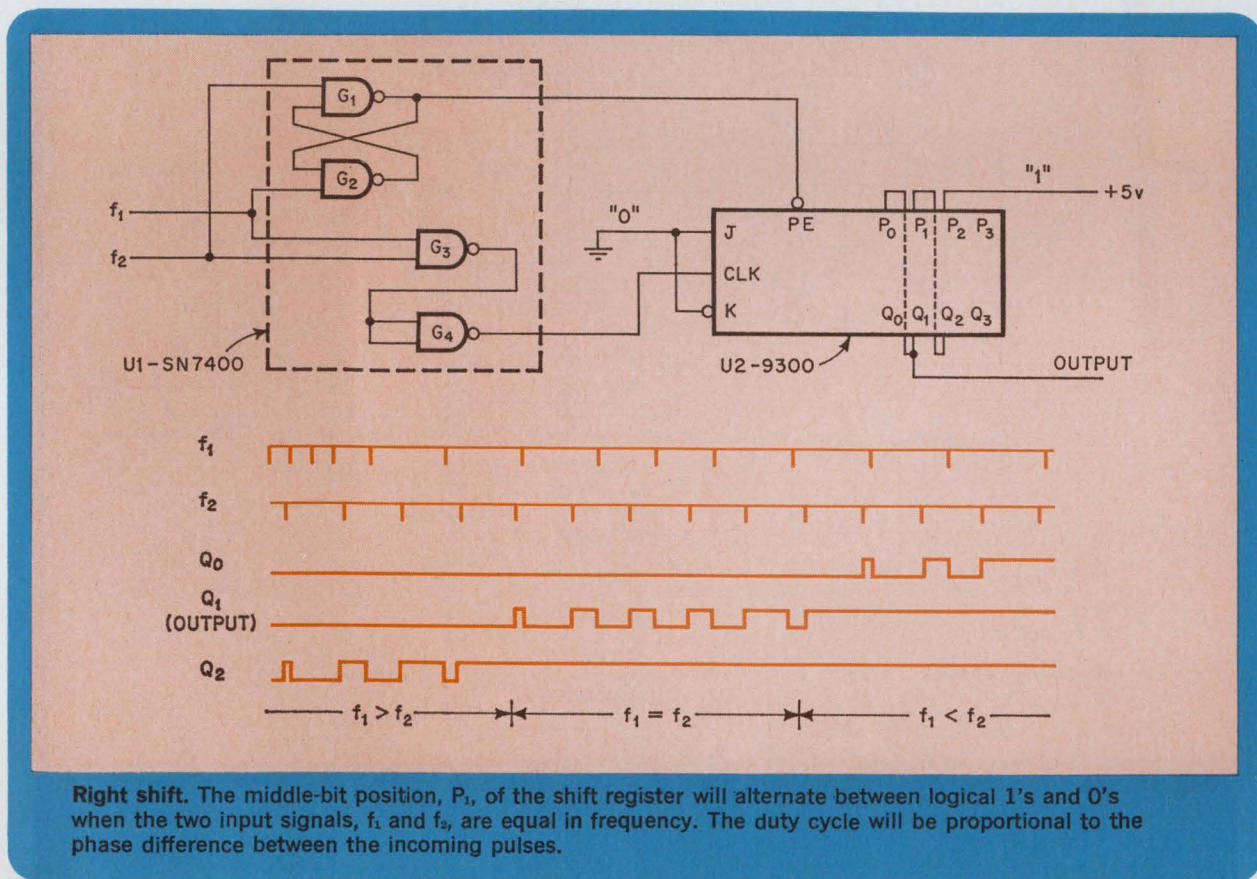 G₁
G₂
f₁
f₂
G₃
G₄
U1-SN7400
"0"
J
CLK
K
PE
P₀ P₁ P₂ P₃
"1"
+5v
Q₀ Q₁ Q₂ Q₃
U2-9300
OUTPUT
f₁
f₂
Q₀
Q₁
(OUTPUT)
Q₂
f₁ > f₂ f₁ = f₂ f₁ < f₂
Right shift. The middle-bit position, P₁, of the shift register will alternate between logical 1's and 0's
when the two input signals, f₁ and f₂, are equal in frequency. The duty cycle will be proportional to the
phase difference between the incoming pulses.